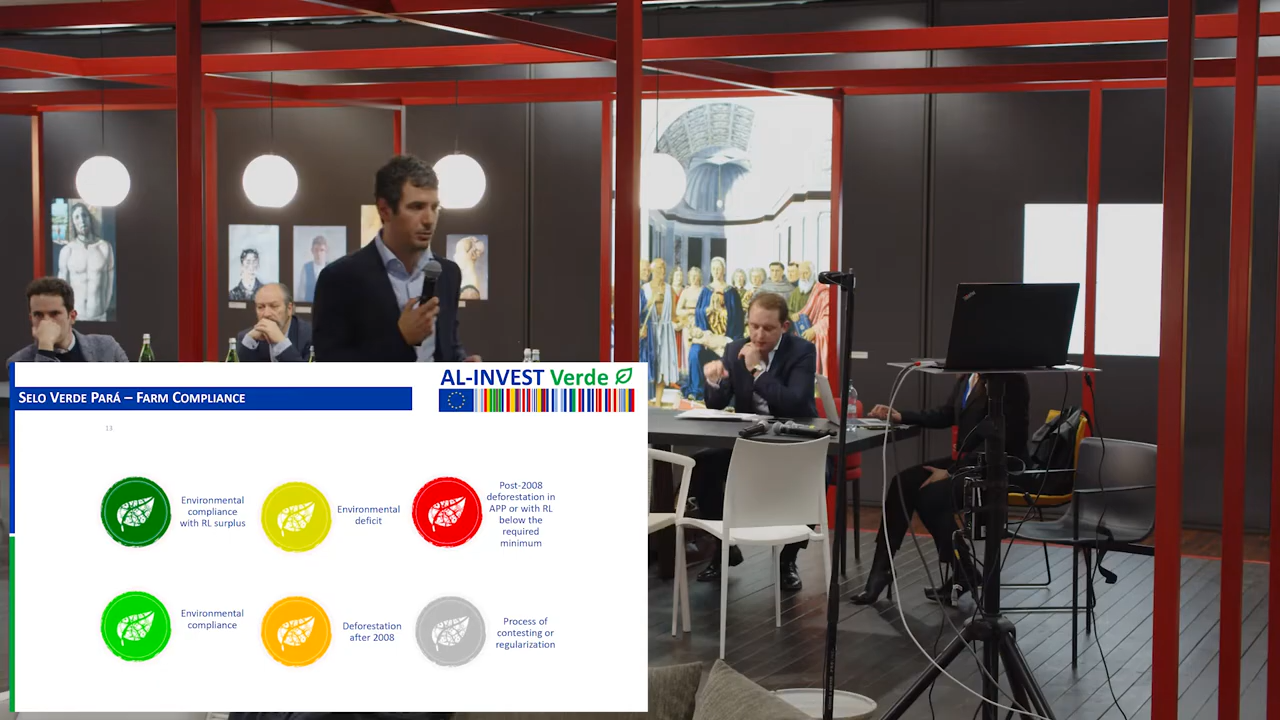 AL-INVEST Verde
SELO VERDE PARÁ – FARM COMPLIANCE
13
Environmental
compliance
with RL surplus
Environmental
deficit
Post-2008
deforestation in
APP or with RL
below the
required
minimum
Environmental
compliance
Deforestation
after 2008
Process of
contesting or
regularization